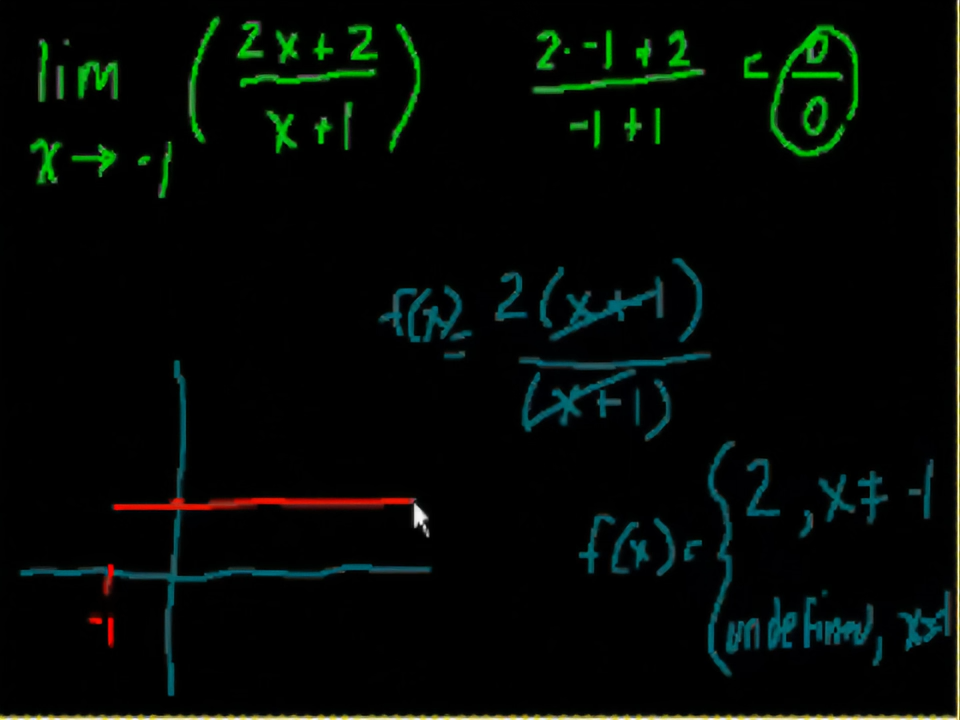 lim x→-1 (2x+2 / x+1)
2·-1+2 / -1+1 = 0/0
f(x) = 2(x+1) / (x+1)
f(x) = { 2, x≠-1
undefined, x=-1
-1